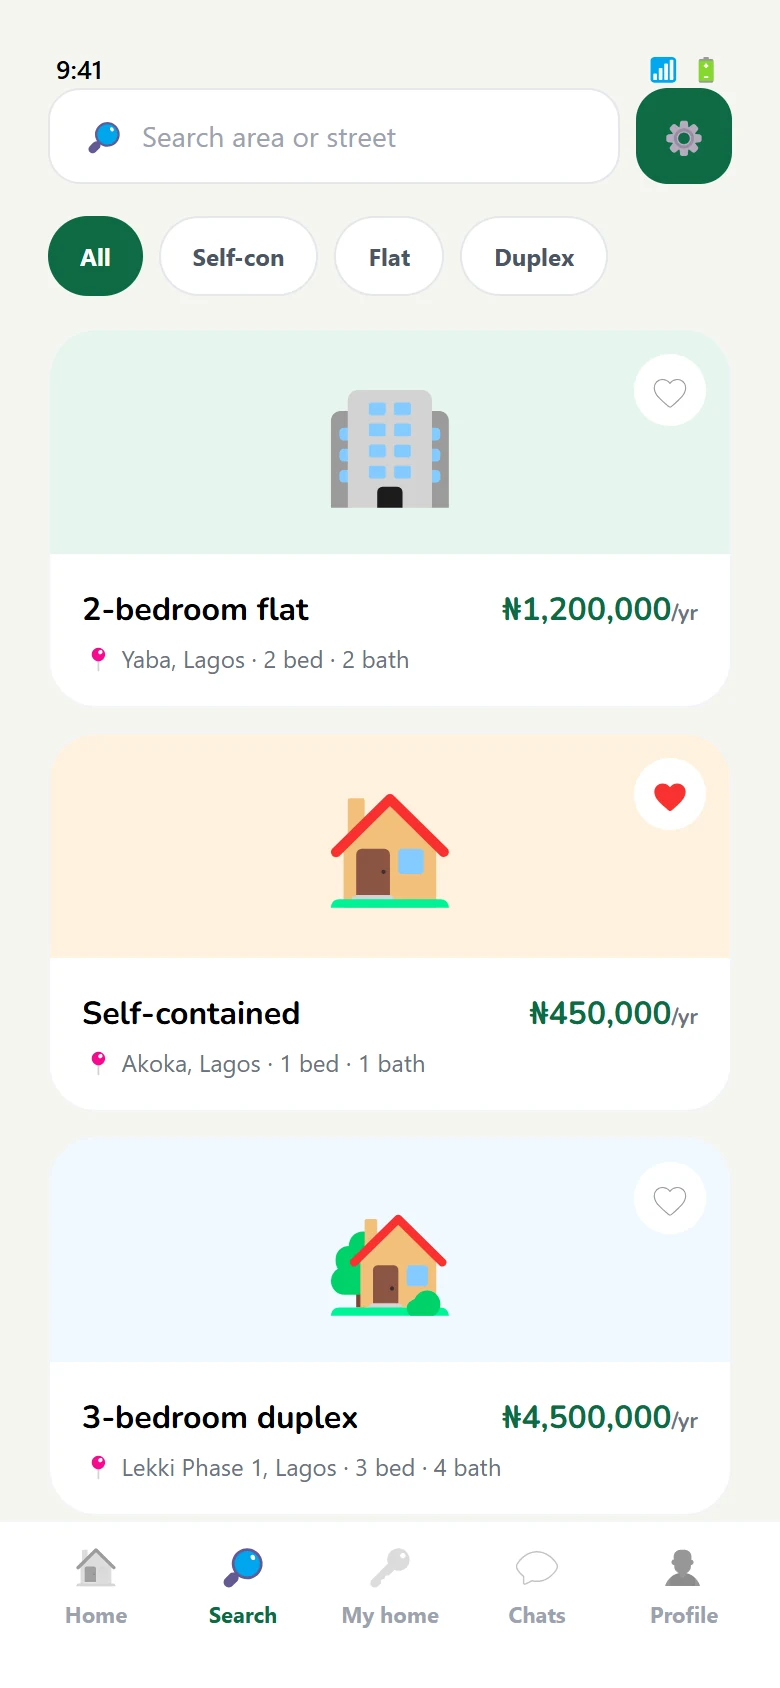 9:41
Search area or street
All Self-con Flat Duplex
2-bedroom flat ₦1,200,000/yr
Yaba, Lagos · 2 bed · 2 bath
Self-contained ₦450,000/yr
Akoka, Lagos · 1 bed · 1 bath
3-bedroom duplex ₦4,500,000/yr
Lekki Phase 1, Lagos · 3 bed · 4 bath
Home Search My home Chats Profile